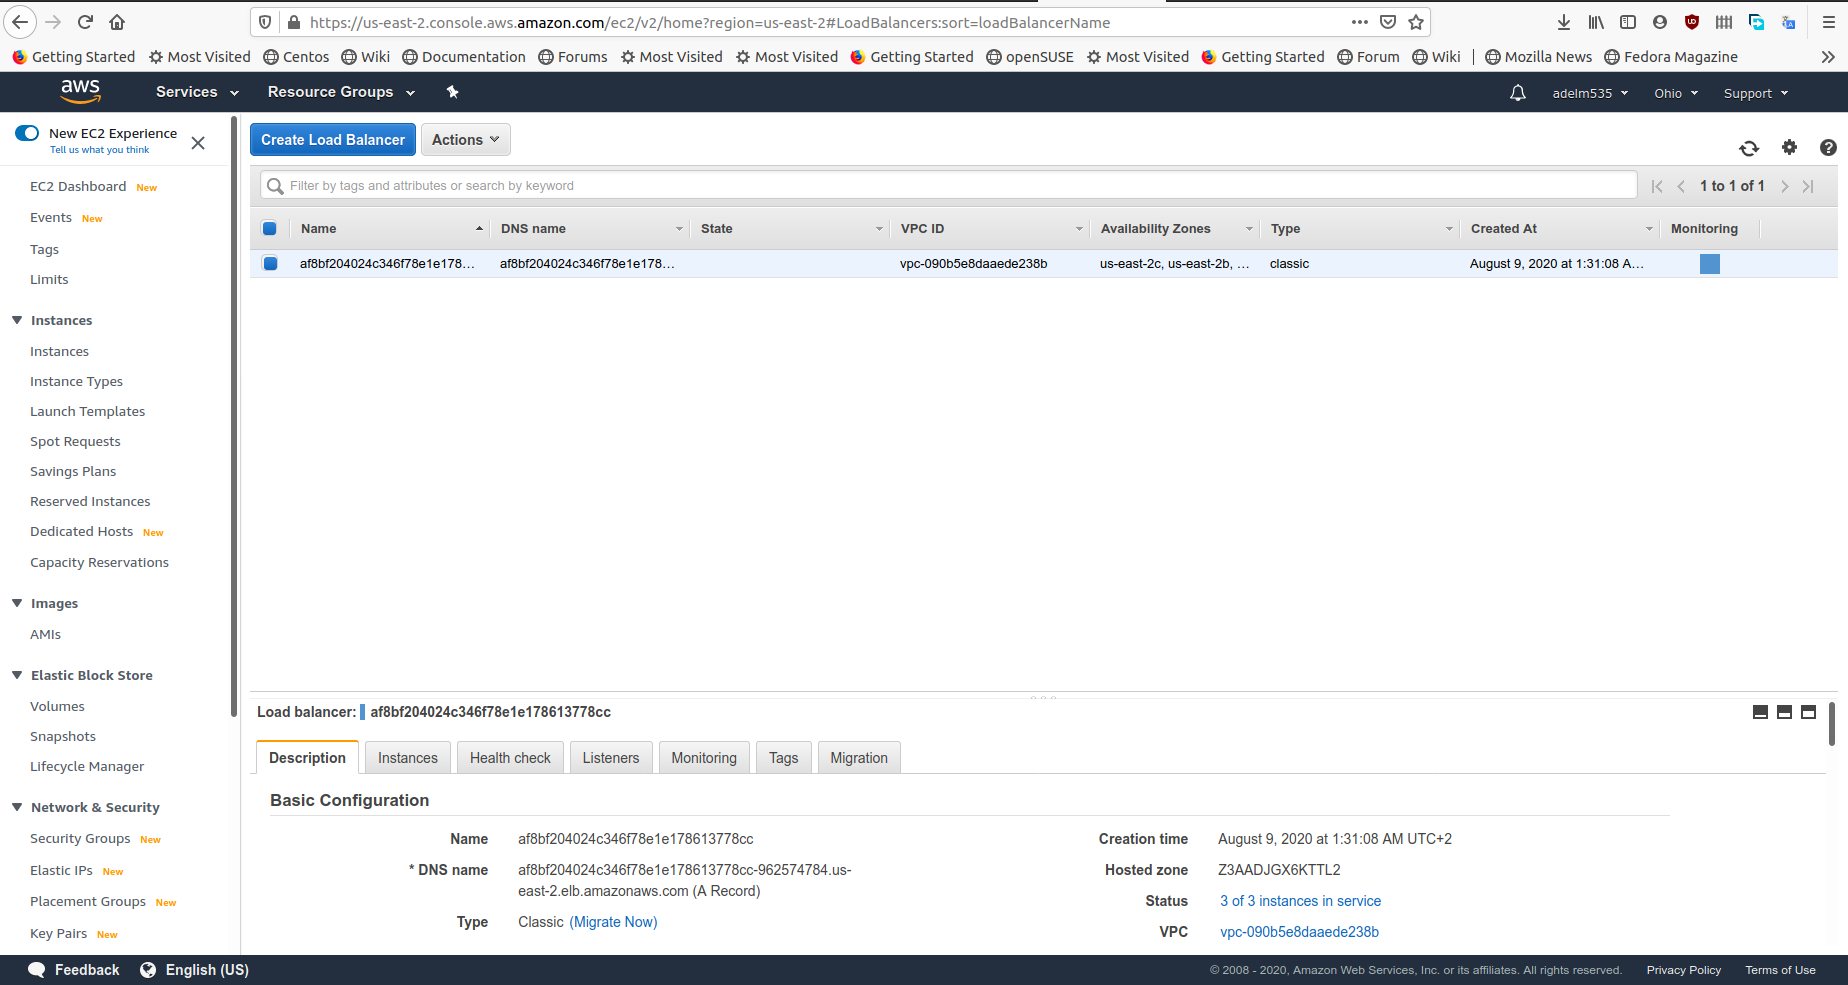 https://us-east-2.console.aws.amazon.com/ec2/v2/home?region=us-east-2#LoadBalancers:sort=loadBalancerName
Getting Started Most Visited Centos Wiki Documentation Forums Most Visited Most Visited Getting Started openSUSE Most Visited Getting Started Forum Wiki Mozilla News Fedora Magazine
aws Services Resource Groups adelm535 Ohio Support
New EC2 Experience
Tell us what you think
EC2 Dashboard New
Events New
Tags
Limits
Instances
Instances
Instance Types
Launch Templates
Spot Requests
Savings Plans
Reserved Instances
Dedicated Hosts New
Capacity Reservations
Images
AMIs
Elastic Block Store
Volumes
Snapshots
Lifecycle Manager
Network & Security
Security Groups New
Elastic IPs New
Placement Groups New
Key Pairs New
Create Load Balancer Actions
Filter by tags and attributes or search by keyword 1 to 1 of 1
Name DNS name State VPC ID Availability Zones Type Created At Monitoring
af8bf204024c346f78e1e178... af8bf204024c346f78e1e178... vpc-090b5e8daaede238b us-east-2c, us-east-2b, ... classic August 9, 2020 at 1:31:08 A...
Load balancer: af8bf204024c346f78e1e178613778cc
Description Instances Health check Listeners Monitoring Tags Migration
Basic Configuration
Name af8bf204024c346f78e1e178613778cc
* DNS name af8bf204024c346f78e1e178613778cc-962574784.us-
east-2.elb.amazonaws.com (A Record)
Type Classic (Migrate Now)
Creation time August 9, 2020 at 1:31:08 AM UTC+2
Hosted zone Z3AADJGX6KTTL2
Status 3 of 3 instances in service
VPC vpc-090b5e8daaede238b
Feedback English (US) © 2008 - 2020, Amazon Web Services, Inc. or its affiliates. All rights reserved. Privacy Policy Terms of Use